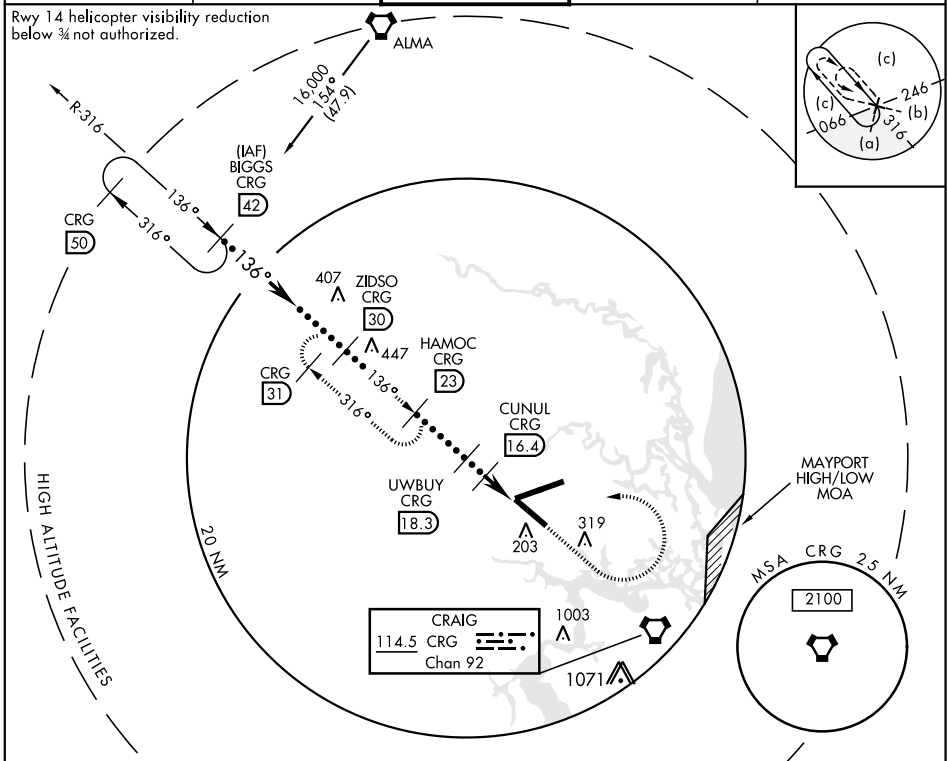 Rwy 14 helicopter visibility reduction
below ¾ not authorized.
ALMA
16,000
154°
(47.9)
(c)
(c)
246
066
316
(b)
(a)
R-316
(IAF)
BIGGS
CRG
42
136°
316°
CRG
50
136°
407
ZIDSO
CRG
30
447
HAMOC
CRG
23
136°
316°
CRG
31
CUNUL
CRG
16.4
UWBUY
CRG
18.3
203
319
MAYPORT
HIGH/LOW
MOA
HIGH ALTITUDE FACILITIES
20 NM
CRAIG
114.5 CRG
Chan 92
1003
1071
MSA CRG 25 NM
2100